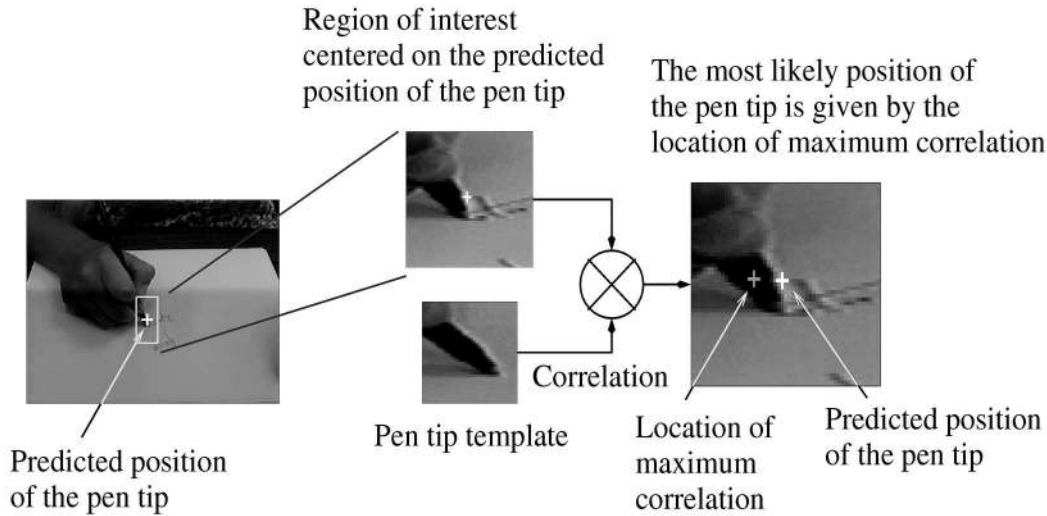 Region of interest
centered on the predicted
position of the pen tip
The most likely position of
the pen tip is given by the
location of maximum correlation
Correlation
Pen tip template
Predicted position
of the pen tip
Location of
maximum
correlation
Predicted position
of the pen tip